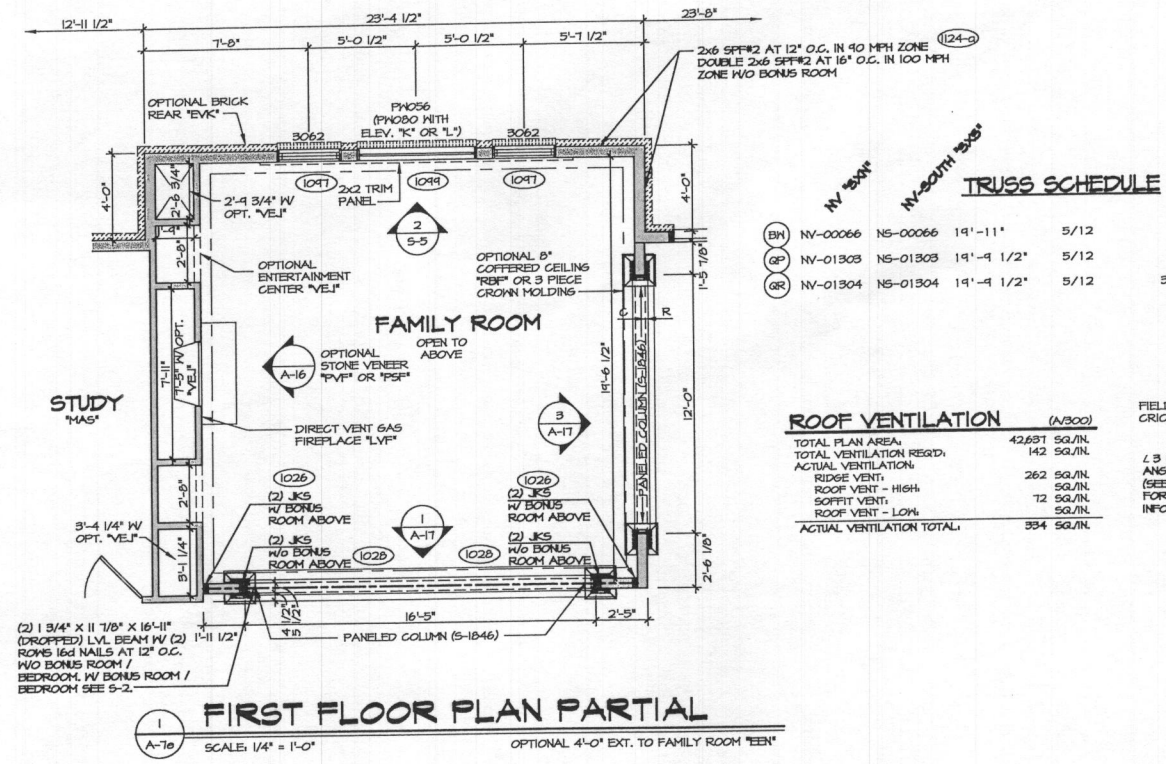 12'-11 1/2"
23'-4 1/2"
23'-8"
7'-8"
5'-0 1/2"
5'-0 1/2"
5'-7 1/2"
2x6 SPF#2 AT 12" O.C. IN 90 MPH ZONE
DOUBLE 2x6 SPF#2 AT 16" O.C. IN 100 MPH
ZONE W/O BONUS ROOM
1124-a
OPTIONAL BRICK
REAR "EVK"
PW056
(PW080 WITH
ELEV. "K" OR "L")
3062
3062
4'-0"
2'-6 3/4"
2'-9 3/4" W/
OPT. "VEJ"
2x2 TRIM
PANEL
1097
1099
1097
4'-0"
2
S-5
2'-8"
OPTIONAL
ENTERTAINMENT
CENTER "VEJ"
OPTIONAL 8"
COFFERED CEILING
"RBF" OR 3 PIECE
CROWN MOLDING
1'-5 7/8"
C
R
FAMILY ROOM
OPEN TO
ABOVE
7'-11"
7'-5" W/ OPT.
"VEJ"
A-16
OPTIONAL
STONE VENEER
"PVF" OR "PSF"
19'-6 1/2"
PANELED COLUMN (S-1846)
12'-0"
STUDY
"MAS"
DIRECT VENT GAS
FIREPLACE "LVF"
3
A-17
2'-8"
1026
(2) JKS
W/ BONUS
ROOM ABOVE
1026
(2) JKS
W/ BONUS
ROOM ABOVE
3'-4 1/4" W/
OPT. "VEJ"
3'-1 1/4"
(2) JKS
W/o BONUS
ROOM ABOVE
1028
1
A-17
1028
(2) JKS
W/o BONUS
ROOM ABOVE
2'-6 1/8"
(2) 1 3/4" X 11 7/8" X 16'-11"
(DROPPED) LVL BEAM W/ (2)
ROWS 16d NAILS AT 12" O.C.
W/O BONUS ROOM /
BEDROOM. W/ BONUS ROOM /
BEDROOM SEE S-2.
1'-11 1/2"
4 1/2"
5 1/2"
16'-5"
2'-5"
PANELED COLUMN (S-1846)
1
A-7a
FIRST FLOOR PLAN PARTIAL
SCALE: 1/4" = 1'-0"
OPTIONAL 4'-0" EXT. TO FAMILY ROOM "EEN"
NV "SXN"
NV-SOUTH "SXS"
TRUSS SCHEDULE
BW NV-00066 NS-00066 19'-11" 5/12
QP NV-01303 NS-01303 19'-9 1/2" 5/12
QR NV-01304 NS-01304 19'-9 1/2" 5/12
ROOF VENTILATION (A/300)
TOTAL PLAN AREA: 42,637 SQ./IN.
TOTAL VENTILATION REQ'D: 142 SQ./IN.
ACTUAL VENTILATION:
RIDGE VENT: 262 SQ./IN.
ROOF VENT - HIGH: SQ./IN.
SOFFIT VENT: 72 SQ./IN.
ROOF VENT - LOW: SQ./IN.
ACTUAL VENTILATION TOTAL: 334 SQ./IN.